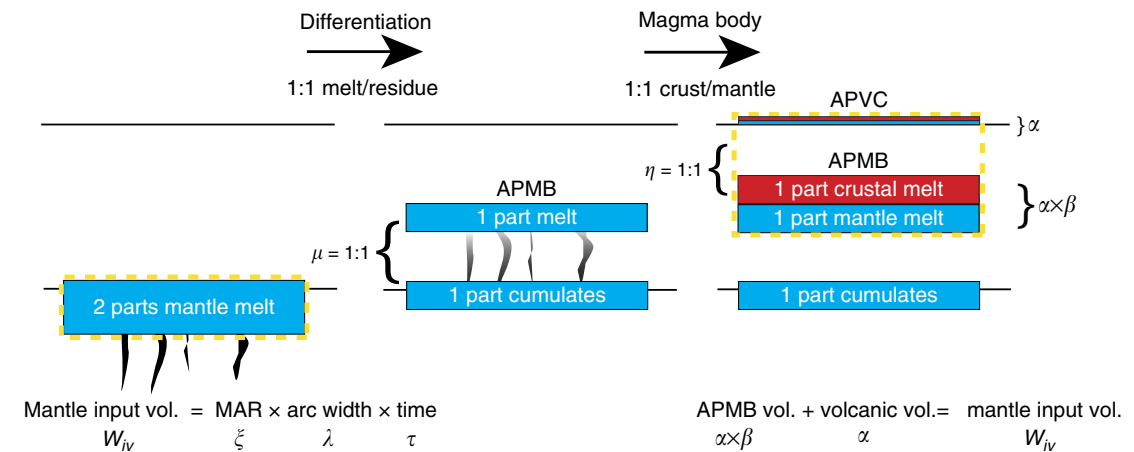 Differentiation
1:1 melt/residue
Magma body
1:1 crust/mantle
APVC
} α
APMB
η = 1:1 {
1 part crustal melt
1 part mantle melt
} α×β
APMB
1 part melt
μ = 1:1 {
2 parts mantle melt
1 part cumulates
1 part cumulates
Mantle input vol. = MAR × arc width × time
W_iv ξ λ τ
APMB vol. + volcanic vol.= mantle input vol.
α×β α W_iv